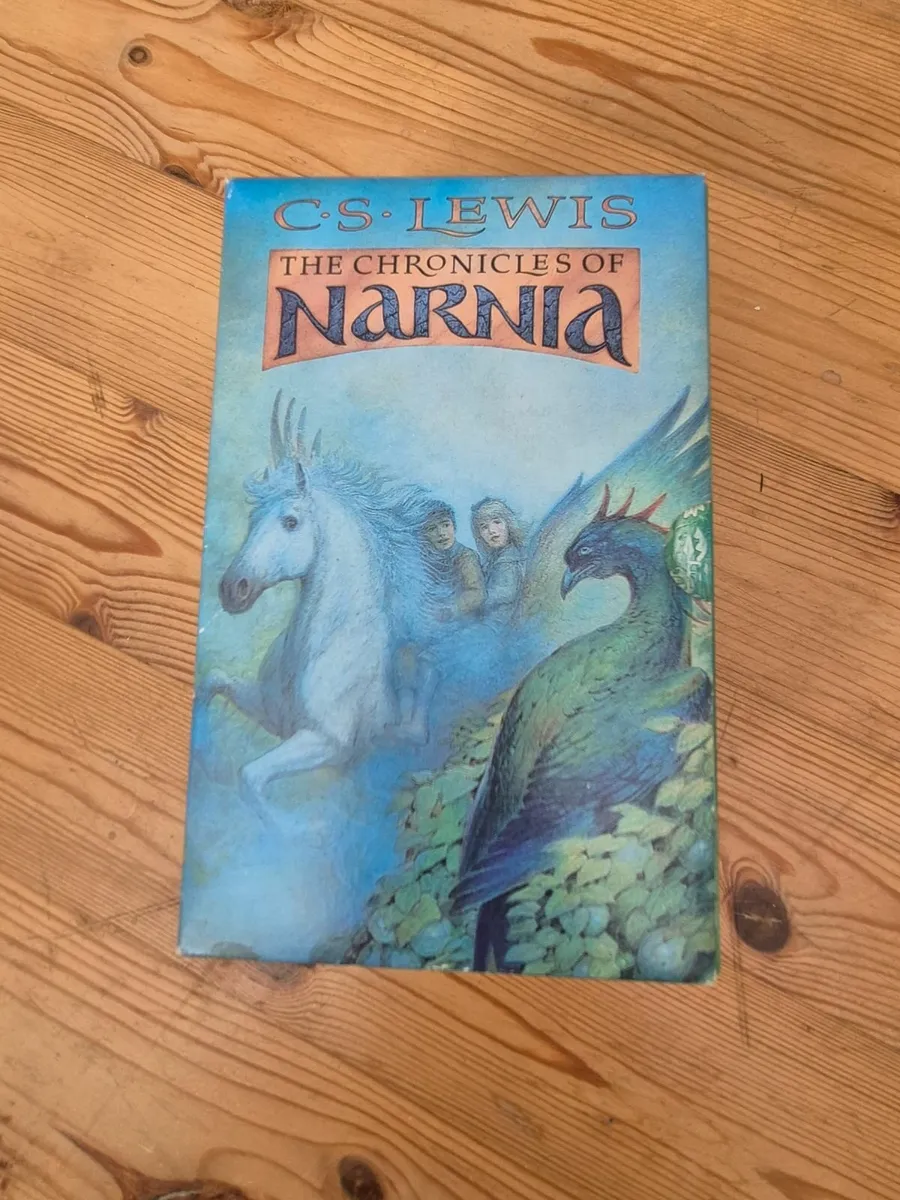 C·S·LEWIS
THE CHRONICLES OF
NARNIA